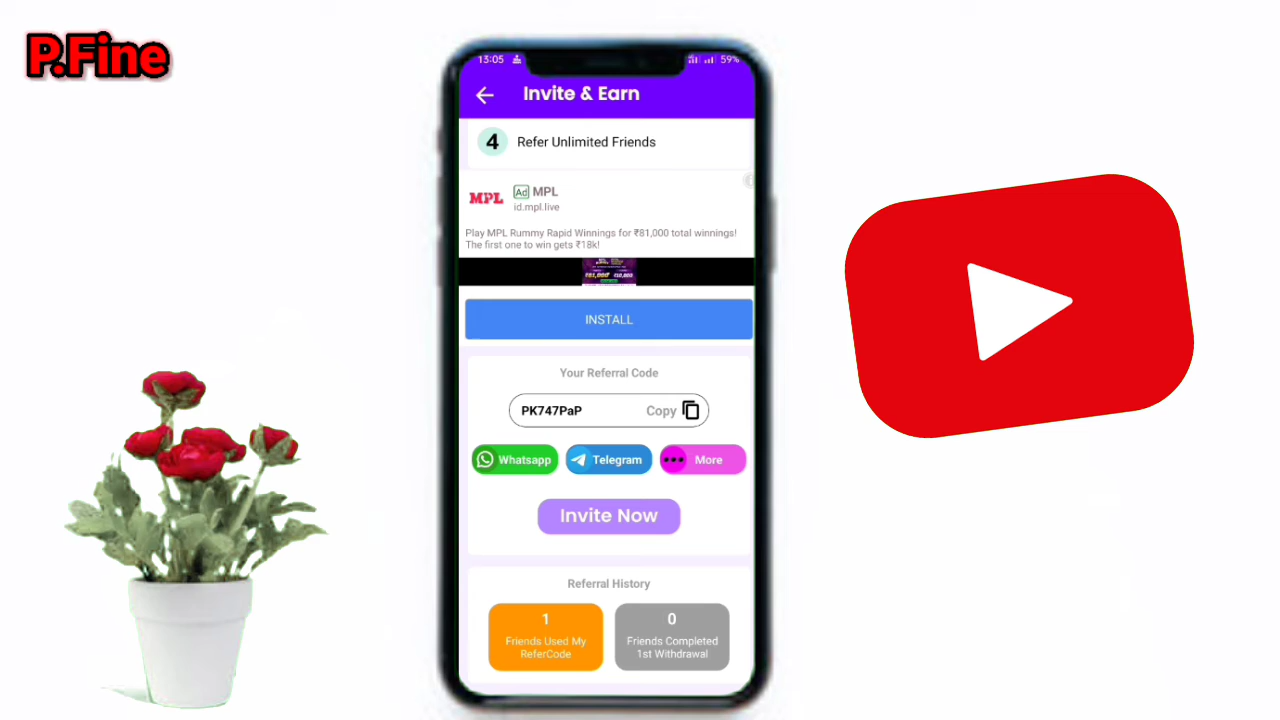 P.Fine
13:05
59%
Invite & Earn
4 Refer Unlimited Friends
MPL
Ad MPL
id.mpl.live
Play MPL Rummy Rapid Winnings for ₹81,000 total winnings!
The first one to win gets ₹18k!
INSTALL
Your Referral Code
PK747PaP Copy
Whatsapp Telegram More
Invite Now
Referral History
1
Friends Used My
ReferCode
0
Friends Completed
1st Withdrawal